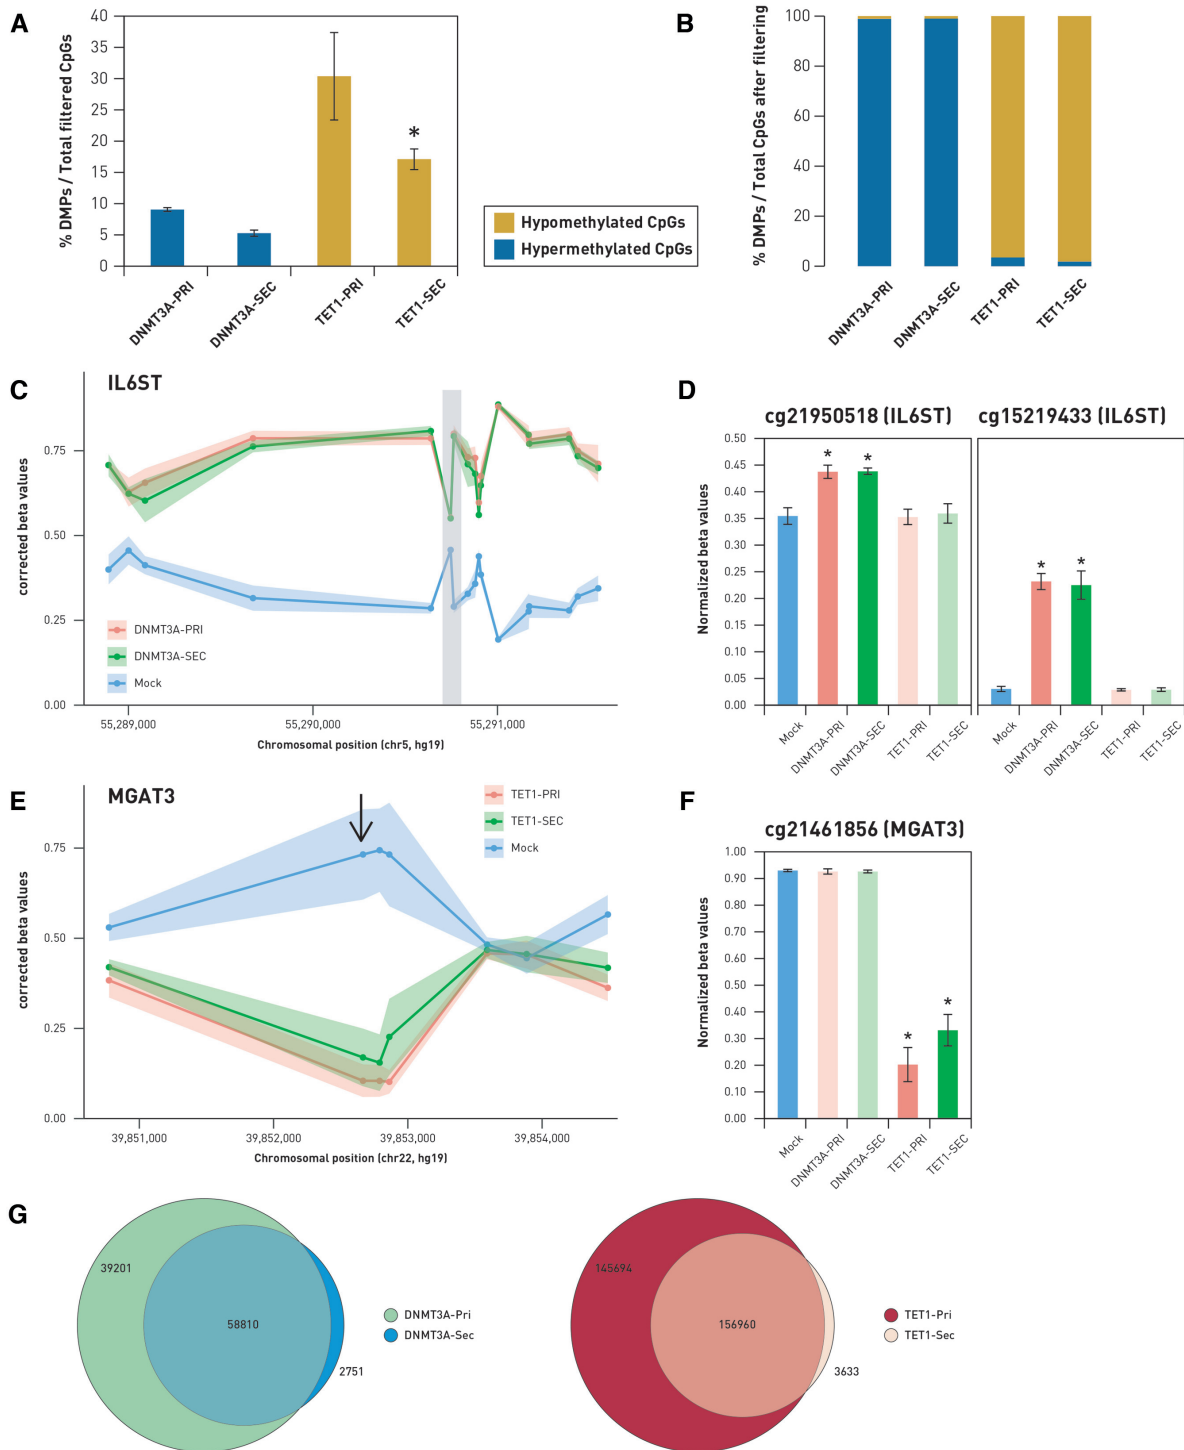 A
% DMPs / Total filtered CpGs
40
35
30
25
20
15
10
5
0
*
DNMT3A-PRI
DNMT3A-SEC
TET1-PRI
TET1-SEC
Hypomethylated CpGs
Hypermethylated CpGs
B
% DMPs / Total CpGs after filtering
100
80
60
40
20
0
DNMT3A-PRI
DNMT3A-SEC
TET1-PRI
TET1-SEC
C
IL6ST
corrected beta values
0.75
0.50
0.25
0.00
DNMT3A-PRI
DNMT3A-SEC
Mock
55,289,000
55,290,000
55,291,000
Chromosomal position (chr5, hg19)
D
cg21950518 (IL6ST)
cg15219433 (IL6ST)
Normalized beta values
0.50
0.45
0.40
0.35
0.30
0.25
0.20
0.15
0.10
0.05
0.00
*
*
*
*
Mock
DNMT3A-PRI
DNMT3A-SEC
TET1-PRI
TET1-SEC
Mock
DNMT3A-PRI
DNMT3A-SEC
TET1-PRI
TET1-SEC
E
MGAT3
corrected beta values
0.75
0.50
0.25
0.00
TET1-PRI
TET1-SEC
Mock
39,851,000
39,852,000
39,853,000
39,854,000
Chromosomal position (chr22, hg19)
F
cg21461856 (MGAT3)
Normalized beta values
1.00
0.90
0.80
0.70
0.60
0.50
0.40
0.30
0.20
0.10
0.00
*
*
Mock
DNMT3A-PRI
DNMT3A-SEC
TET1-PRI
TET1-SEC
G
39201
58810
2751
DNMT3A-Pri
DNMT3A-Sec
145694
156960
3633
TET1-Pri
TET1-Sec